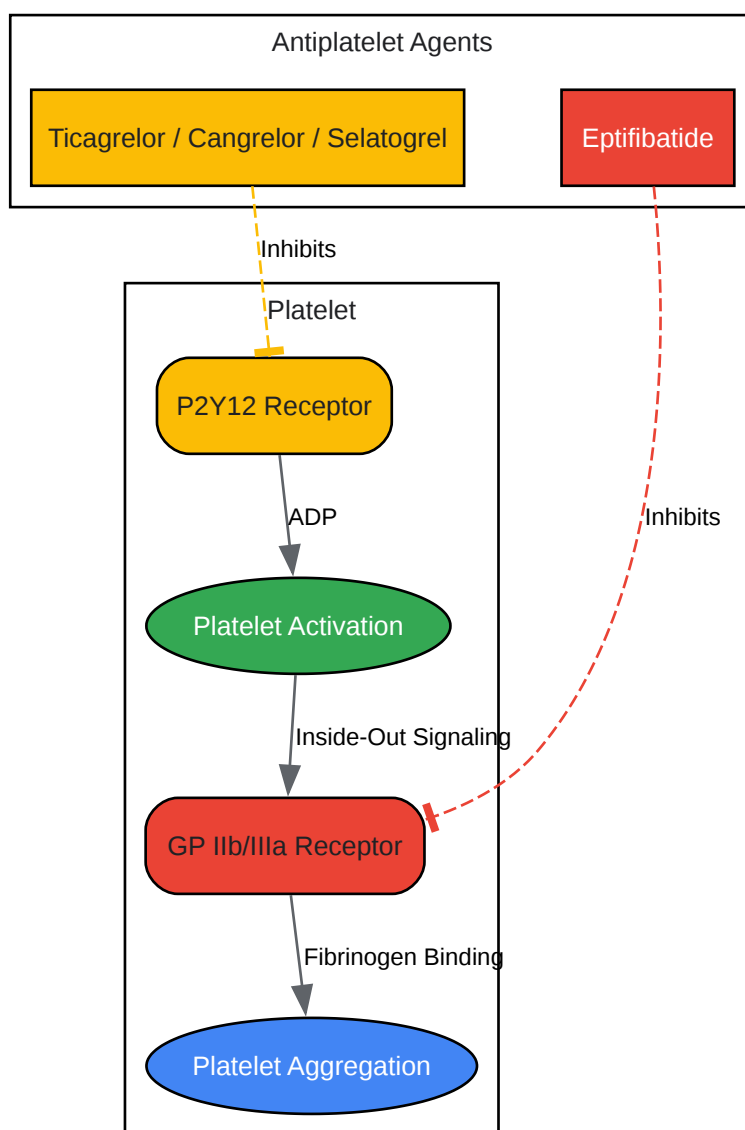 Antiplatelet Agents
Ticagrelor / Cangrelor / Selatogrel
Eptifibatide
Inhibits
Platelet
P2Y12 Receptor
ADP
Inhibits
Platelet Activation
Inside-Out Signaling
GP IIb/IIIa Receptor
Fibrinogen Binding
Platelet Aggregation